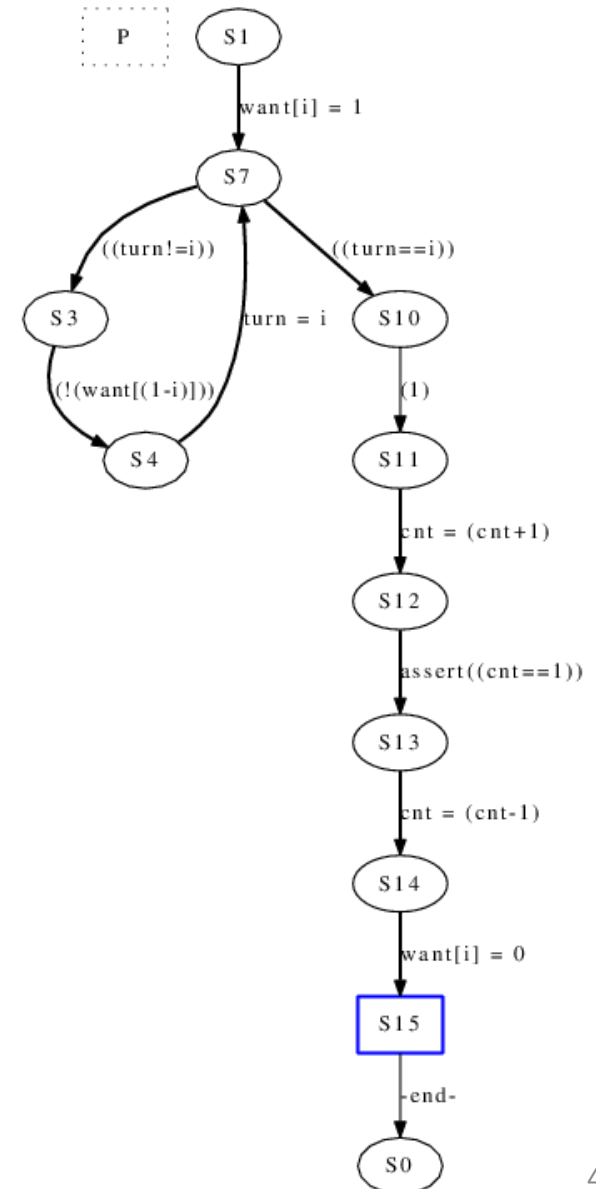 P
S1
want[i] = 1
S7
((turn!=i))
((turn==i))
S3
turn = i
S10
(!(want[(1-i)]))
(1)
S4
S11
cnt = (cnt+1)
S12
assert((cnt==1))
S13
cnt = (cnt-1)
S14
want[i] = 0
S15
-end-
S0